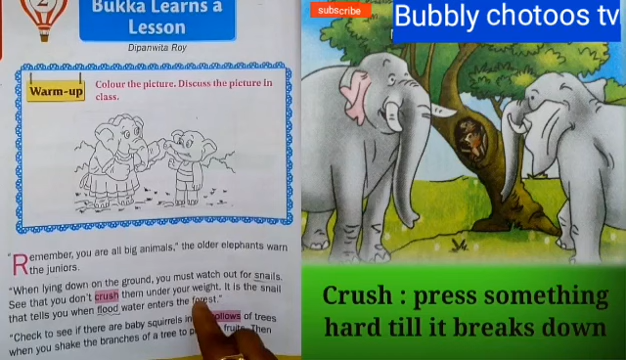 2
Bukka Learns a
Lesson
Dipanwita Roy
Warm-up
Colour the picture. Discuss the picture in
class.
"Remember, you are all big animals," the older elephants warn
the juniors.
"When lying down on the ground, you must watch out for snails.
See that you don't crush them under your weight. It is the snail
that tells you when flood water enters the forest."
"Check to see if there are baby squirrels in of trees
when you shake the branches of a tree to fruits. Then
subscribe
Bubbly chotoos tv
Crush : press something
hard till it breaks down